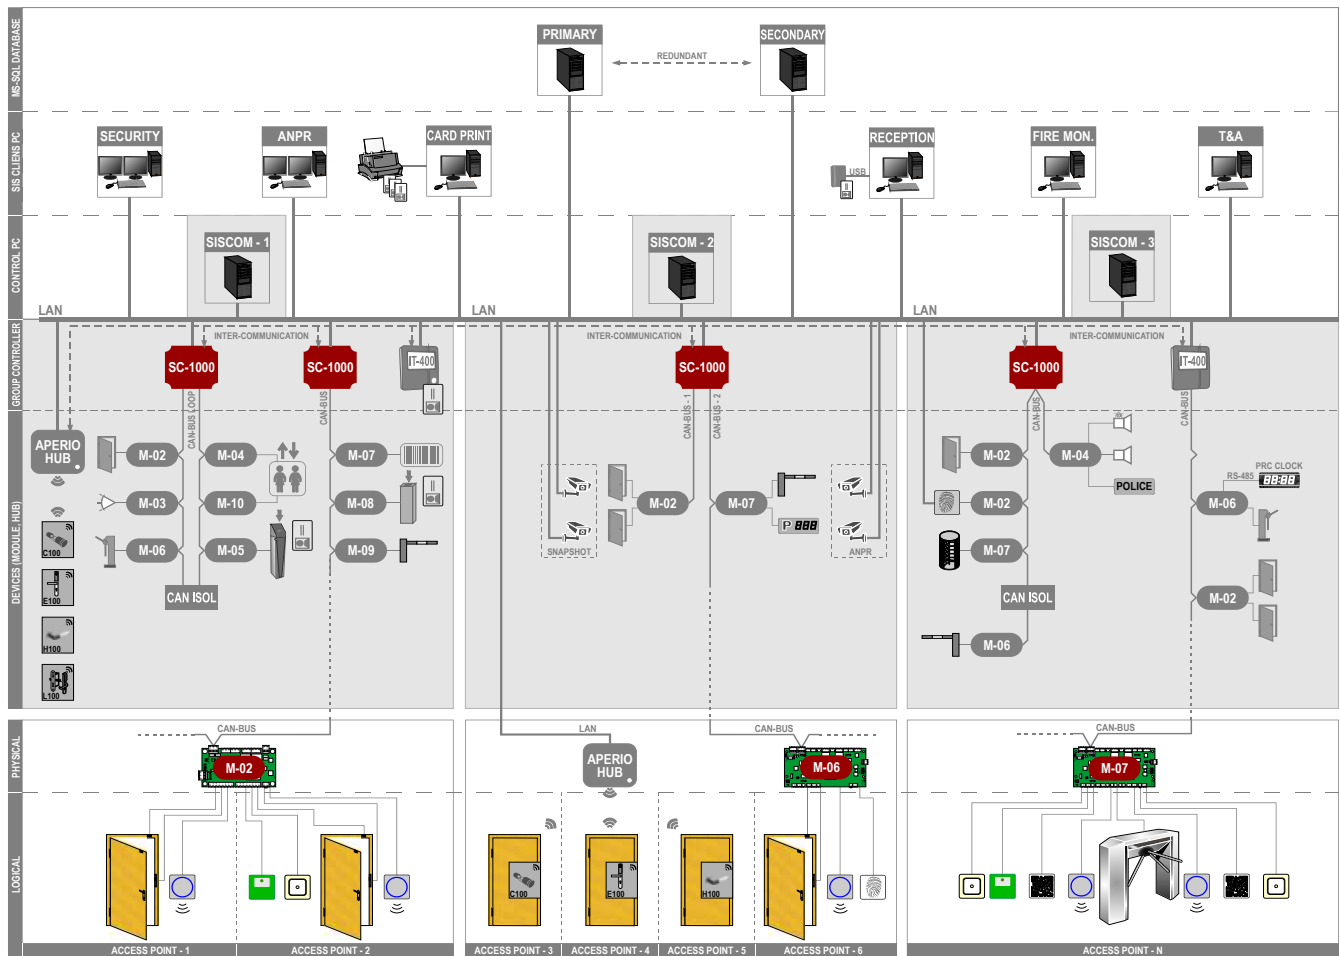 MS-SQL DATABASE
PRIMARY
REDUNDANT
SECONDARY
SIS CLIENS PC
SECURITY
ANPR
CARD PRINT
RECEPTION
USB
FIRE MON.
T&A
CONTROL PC
SISCOM - 1
SISCOM - 2
SISCOM - 3
LAN
LAN
LAN
GROUP CONTROLLER
INTER-COMMUNICATION
INTER-COMMUNICATION
INTER-COMMUNICATION
INTER-COMMUNICATION
SC-1000
SC-1000
IT-400
SC-1000
SC-1000
IT-400
CAN-BUS LOOP
CAN-BUS
CAN-BUS - 1
CAN-BUS - 2
CAN-BUS
CAN-BUS
DEVICES (MODULE, HUB)
APERIO
HUB
C100
E100
H100
L100
M-02
M-04
M-07
M-03
M-10
M-08
M-06
M-05
M-09
CAN ISOL
SNAPSHOT
M-02
M-07
P 888
ANPR
M-02
M-04
POLICE
M-02
M-07
CAN ISOL
M-06
PRC CLOCK
RS-485
88:88
M-06
M-02
PHYSICAL
CAN-BUS
M-02
LAN
APERIO
HUB
CAN-BUS
M-06
CAN-BUS
M-07
LOGICAL
C100
E100
H100
ACCESS POINT - 1
ACCESS POINT - 2
ACCESS POINT - 3
ACCESS POINT - 4
ACCESS POINT - 5
ACCESS POINT - 6
ACCESS POINT - N